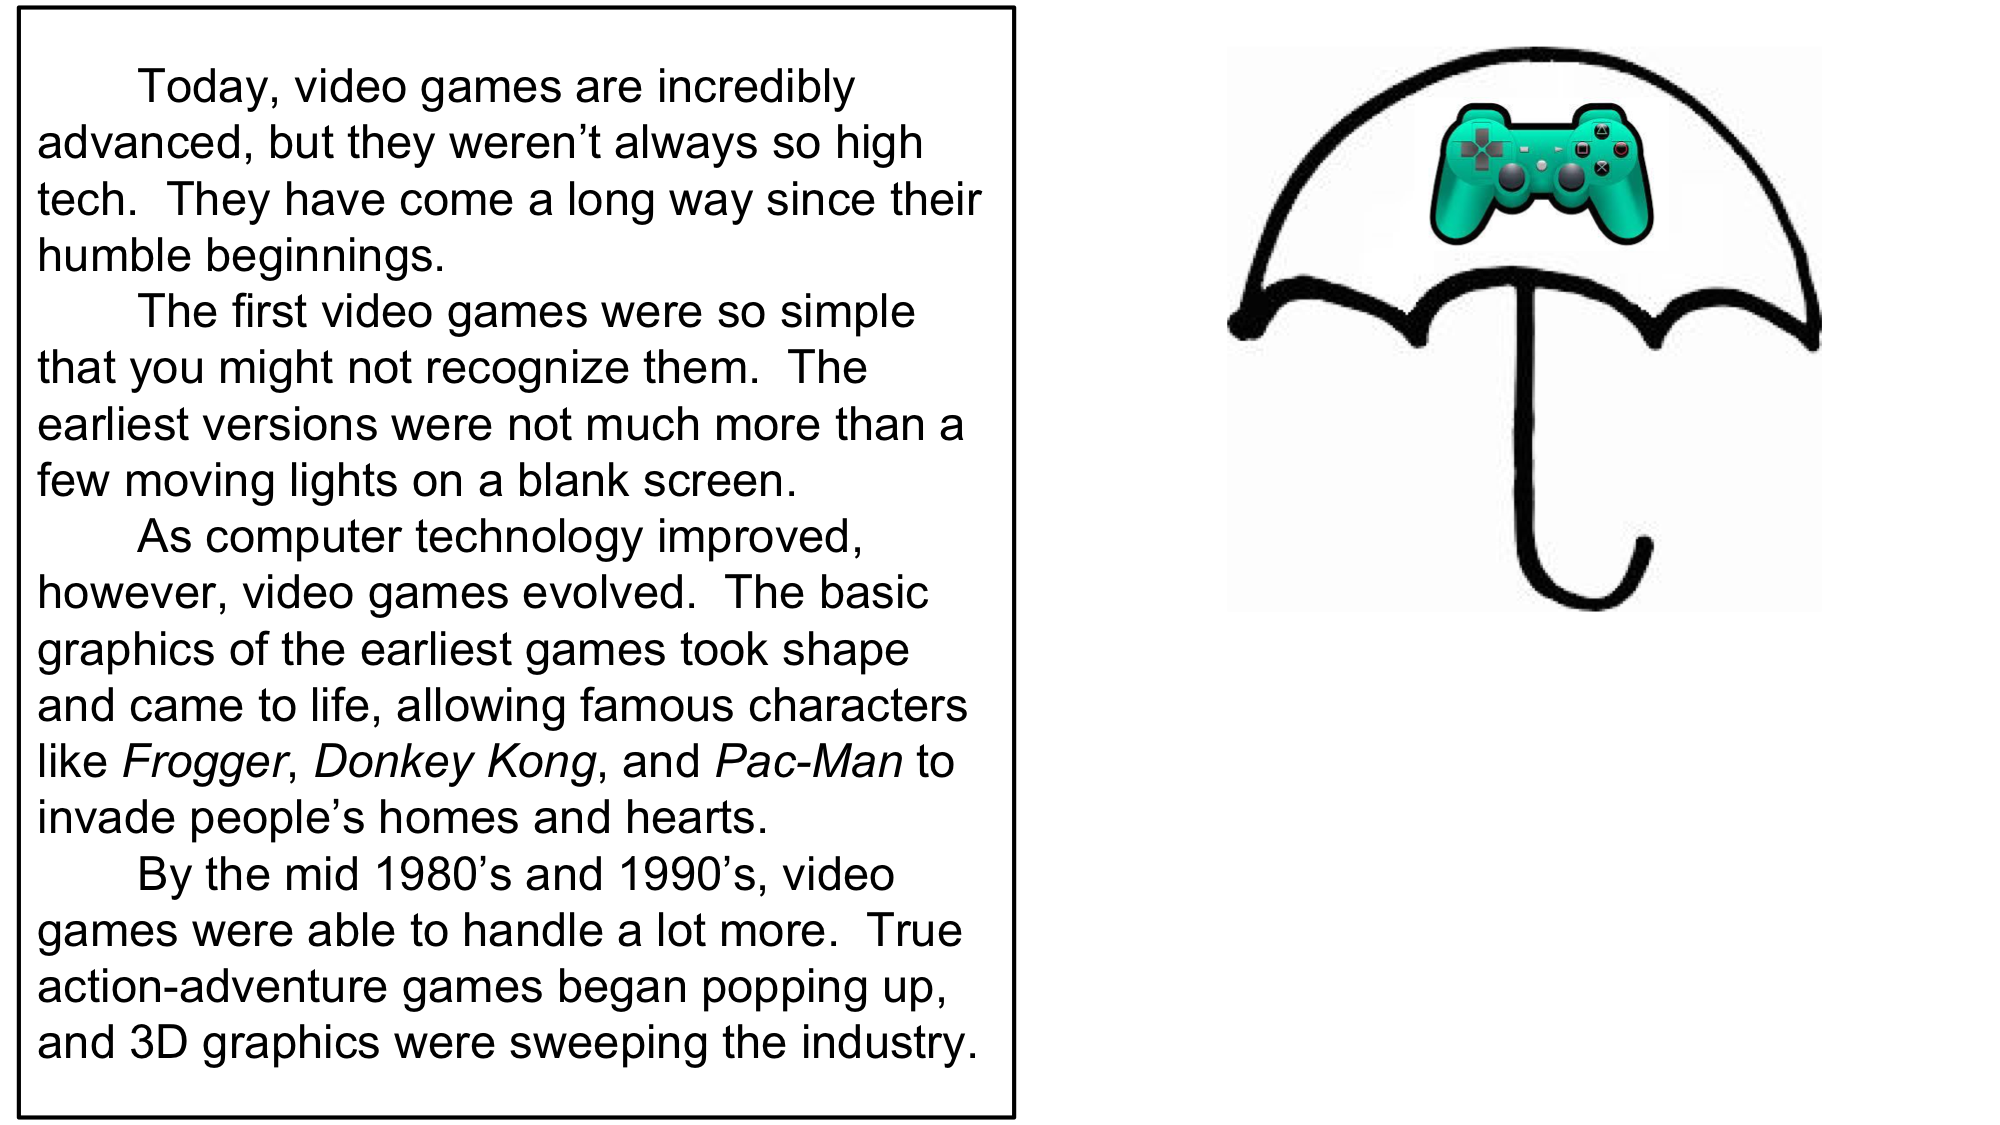 Today, video games are incredibly
advanced, but they weren’t always so high
tech.  They have come a long way since their
humble beginnings.
The first video games were so simple
that you might not recognize them.  The
earliest versions were not much more than a
few moving lights on a blank screen.
As computer technology improved,
however, video games evolved.  The basic
graphics of the earliest games took shape
and came to life, allowing famous characters
like Frogger, Donkey Kong, and Pac-Man to
invade people’s homes and hearts.
By the mid 1980’s and 1990’s, video
games were able to handle a lot more.  True
action-adventure games began popping up,
and 3D graphics were sweeping the industry.